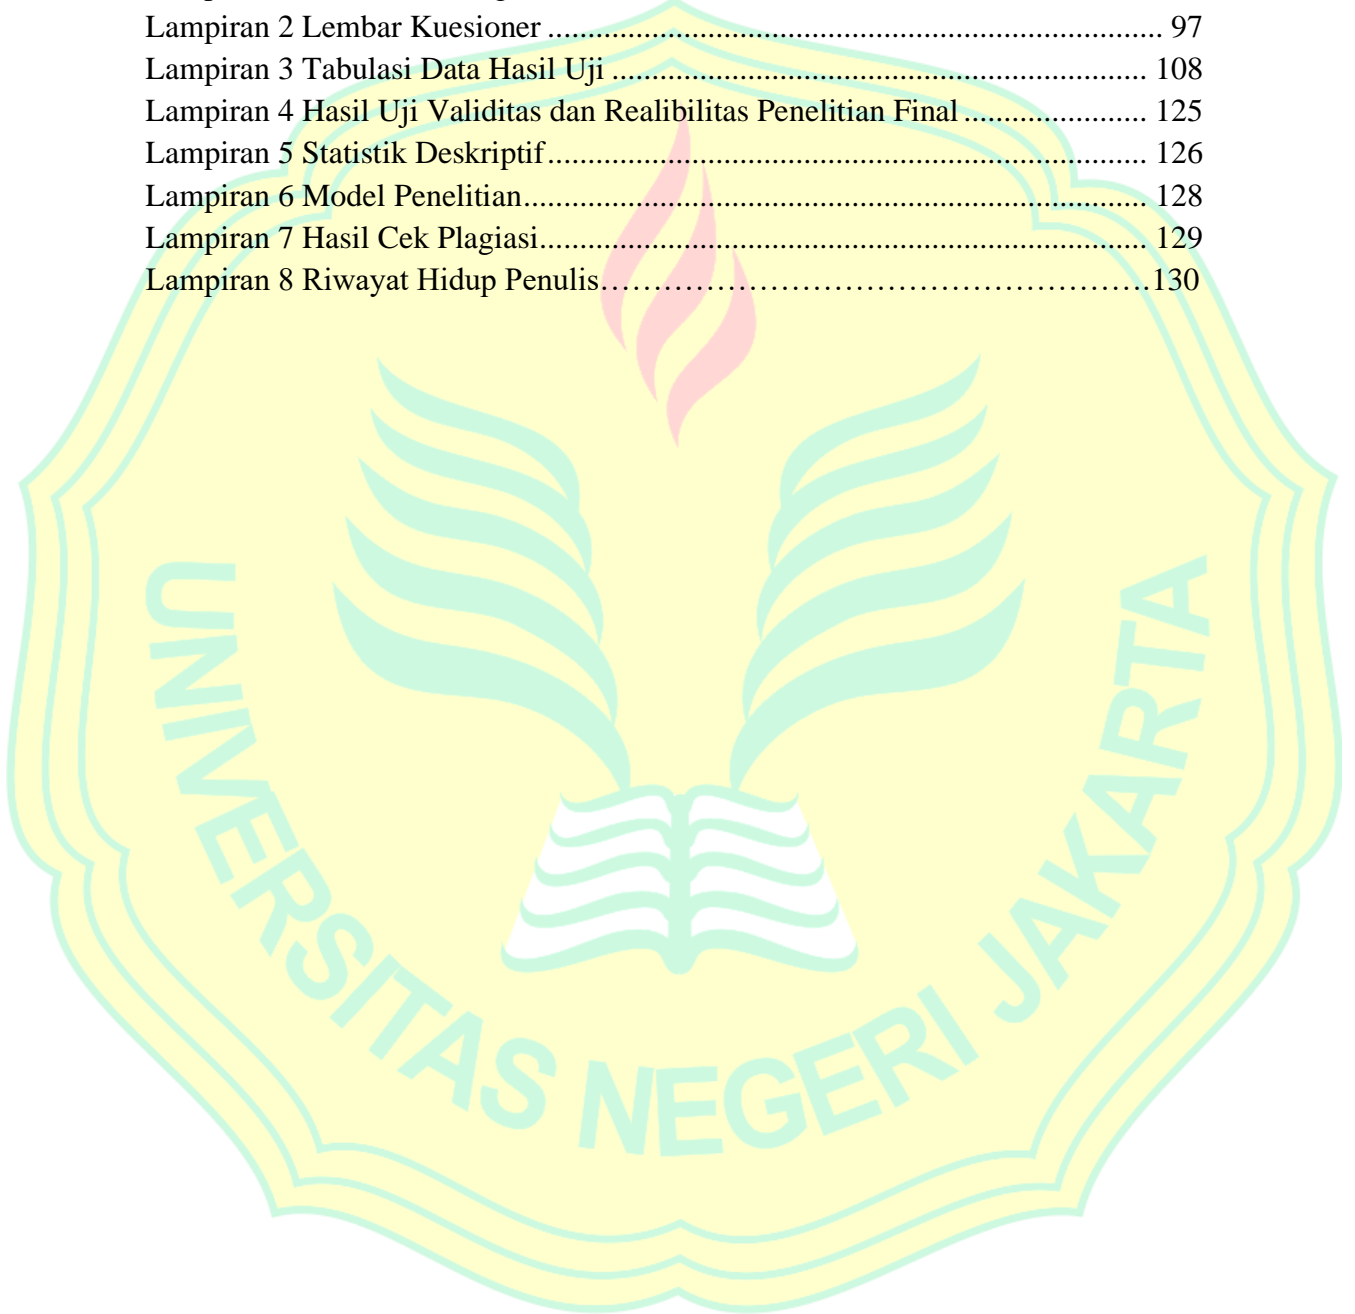 Lampiran 2 Lembar Kuesioner ............................................................................. 97
Lampiran 3 Tabulasi Data Hasil Uji ................................................................... 108
Lampiran 4 Hasil Uji Validitas dan Realibilitas Penelitian Final ....................... 125
Lampiran 5 Statistik Deskriptif ........................................................................... 126
Lampiran 6 Model Penelitian .............................................................................. 128
Lampiran 7 Hasil Cek Plagiasi ............................................................................ 129
Lampiran 8 Riwayat Hidup Penulis…………………………………………….130
UNIVERSITAS NEGERI JAKARTA